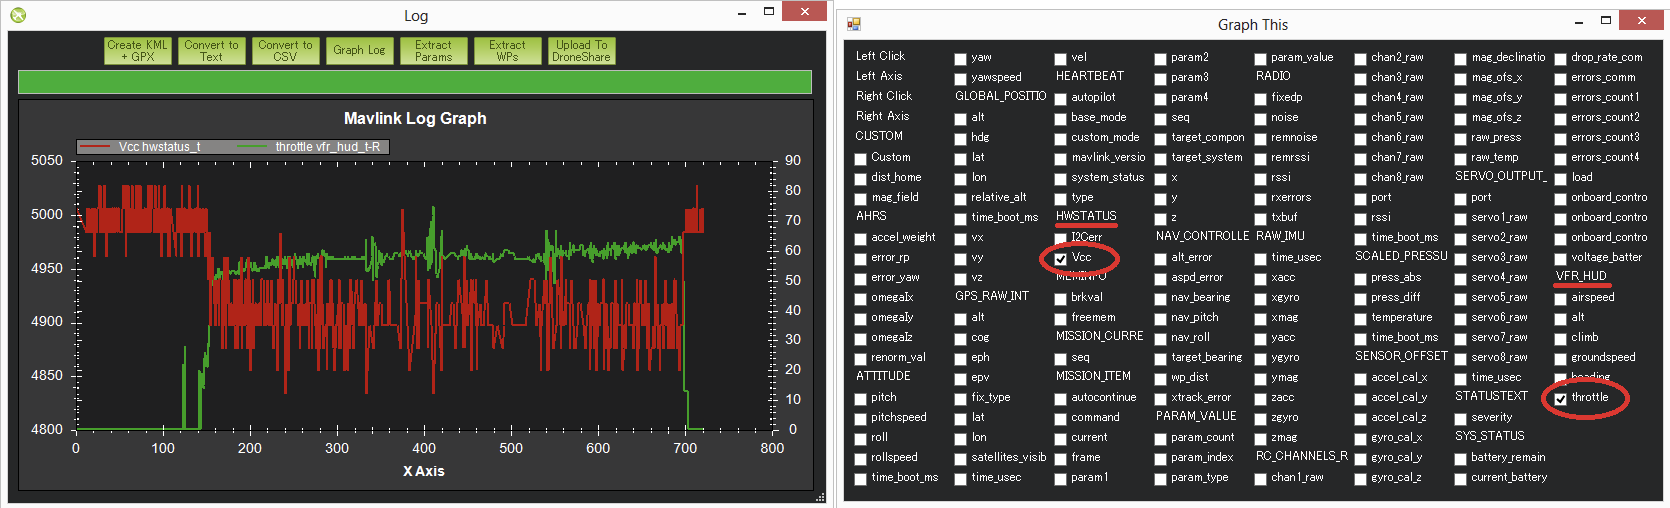 Log
Create KML + GPX
Convert to Text
Convert to CSV
Graph Log
Extract Params
Extract WPs
Upload To DroneShare
Mavlink Log Graph
Vcc hwstatus_t
throttle vfr_hud_t-R
5050
5000
4950
4900
4850
4800
90
80
70
60
50
40
30
20
10
0
0
100
200
300
400
500
600
700
800
X Axis
Graph This
Left Click
Left Axis
Right Click
Right Axis
CUSTOM
Custom
dist_home
mag_field
AHRS
accel_weight
error_rp
error_yaw
omegaIx
omegaIy
omegaIz
renorm_val
ATTITUDE
pitch
pitchspeed
roll
rollspeed
time_boot_ms
yaw
yawspeed
GLOBAL_POSITIO
alt
hdg
lat
lon
relative_alt
time_boot_ms
vx
vy
vz
GPS_RAW_INT
alt
cog
eph
epv
fix_type
lat
lon
satellites_visib
time_usec
vel
HEARTBEAT
autopilot
base_mode
custom_mode
mavlink_versio
system_status
type
HWSTATUS
I2Cerr
Vcc
MEMINFO
brkval
freemem
MISSION_CURRE
seq
MISSION_ITEM
autocontinue
command
current
frame
param1
param2
param3
param4
seq
target_compon
target_system
x
y
z
NAV_CONTROLLE
alt_error
aspd_error
nav_bearing
nav_pitch
nav_roll
target_bearing
wp_dist
xtrack_error
PARAM_VALUE
param_count
param_index
param_type
param_value
RADIO
fixedp
noise
remnoise
remrssi
rssi
rxerrors
txbuf
RAW_IMU
time_usec
xacc
xgyro
xmag
yacc
ygyro
ymag
zacc
zgyro
zmag
RC_CHANNELS_R
chan1_raw
chan2_raw
chan3_raw
chan4_raw
chan5_raw
chan6_raw
chan7_raw
chan8_raw
port
rssi
time_boot_ms
SCALED_PRESSU
press_abs
press_diff
temperature
time_boot_ms
SENSOR_OFFSET
accel_cal_x
accel_cal_y
accel_cal_z
gyro_cal_x
gyro_cal_y
gyro_cal_z
mag_declinatio
mag_ofs_x
mag_ofs_y
mag_ofs_z
raw_press
raw_temp
SERVO_OUTPUT_
port
servo1_raw
servo2_raw
servo3_raw
servo4_raw
servo5_raw
servo6_raw
servo7_raw
servo8_raw
time_usec
STATUSTEXT
severity
SYS_STATUS
battery_remain
current_battery
drop_rate_com
errors_comm
errors_count1
errors_count2
errors_count3
errors_count4
load
onboard_contro
onboard_contro
onboard_contro
voltage_batter
VFR_HUD
airspeed
alt
climb
groundspeed
heading
throttle